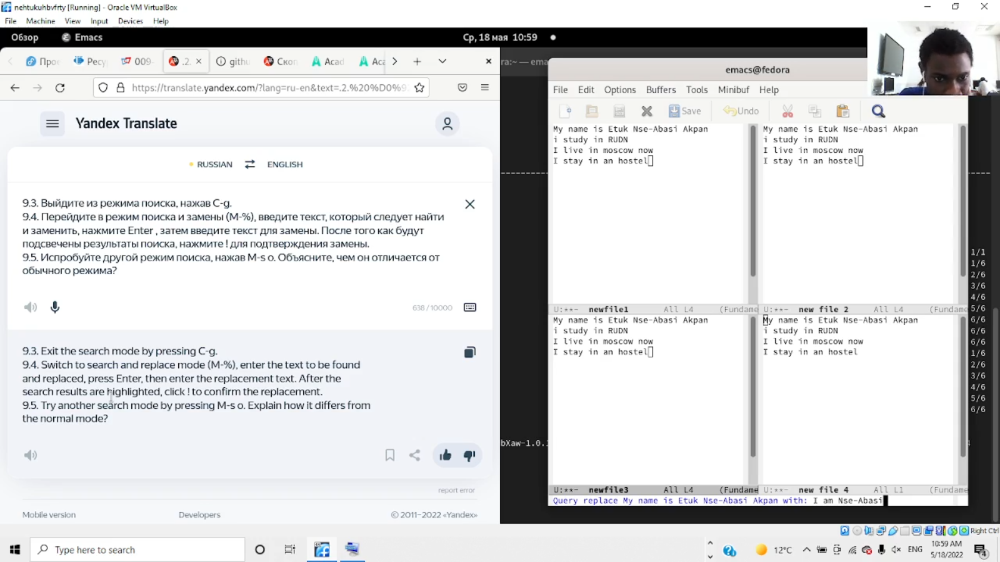 nehtukuhbvfrty [Running] - Oracle VM VirtualBox
File Machine View Input Devices Help
Обзор Emacs Ср, 18 мая 10:59
Прое Ресу 009- .2. githu Скоп Acad Aca
ra:~ — ema
https://translate.yandex.com/?lang=ru-en&text=.2.%20%D0%9
Yandex Translate
RUSSIAN ENGLISH
9.3. Выйдите из режима поиска, нажав C-g.
9.4. Перейдите в режим поиска и замены (M-%), введите текст, который следует найти
и заменить, нажмите Enter , затем введите текст для замены. После того как будут
подсвечены результаты поиска, нажмите ! для подтверждения замены.
9.5. Испробуйте другой режим поиска, нажав M-s o. Объясните, чем он отличается от
обычного режима?
638 / 10000
9.3. Exit the search mode by pressing C-g.
9.4. Switch to search and replace mode (M-%), enter the text to be found
and replaced, press Enter, then enter the replacement text. After the
search results are highlighted, click ! to confirm the replacement.
9.5. Try another search mode by pressing M-s o. Explain how it differs from
the normal mode?
report error
Mobile version Developers © 2011–2022 «Yandex»
emacs@fedora
File Edit Options Buffers Tools Minibuf Help
Save Undo
My name is Etuk Nse-Abasi Akpan
i study in RUDN
I live in moscow now
I stay in an hostel
U:**- newfile1 All L4 (Fundame
My name is Etuk Nse-Abasi Akpan
i study in RUDN
I live in moscow now
I stay in an hostel
U:**- new file 2 All L4 (Fundame
My name is Etuk Nse-Abasi Akpan
i study in RUDN
I live in moscow now
I stay in an hostel
U:**- newfile3 All L4 (Fundame
My name is Etuk Nse-Abasi Akpan
i study in RUDN
I live in moscow now
I stay in an hostel
U:**- new file 4 All L1 (Fundame
Query replace My name is Etuk Nse-Abasi Akpan with: I am Nse-Abasi
1/1
1/6
2/6
3/6
4/6
5/6
6/6
6/6
6/6
1/6
2/6
3/6
4/6
5/6
6/6
bXaw-1.0.1
Right Ctrl
Type here to search
12°C ENG 10:59 AM
5/18/2022
4